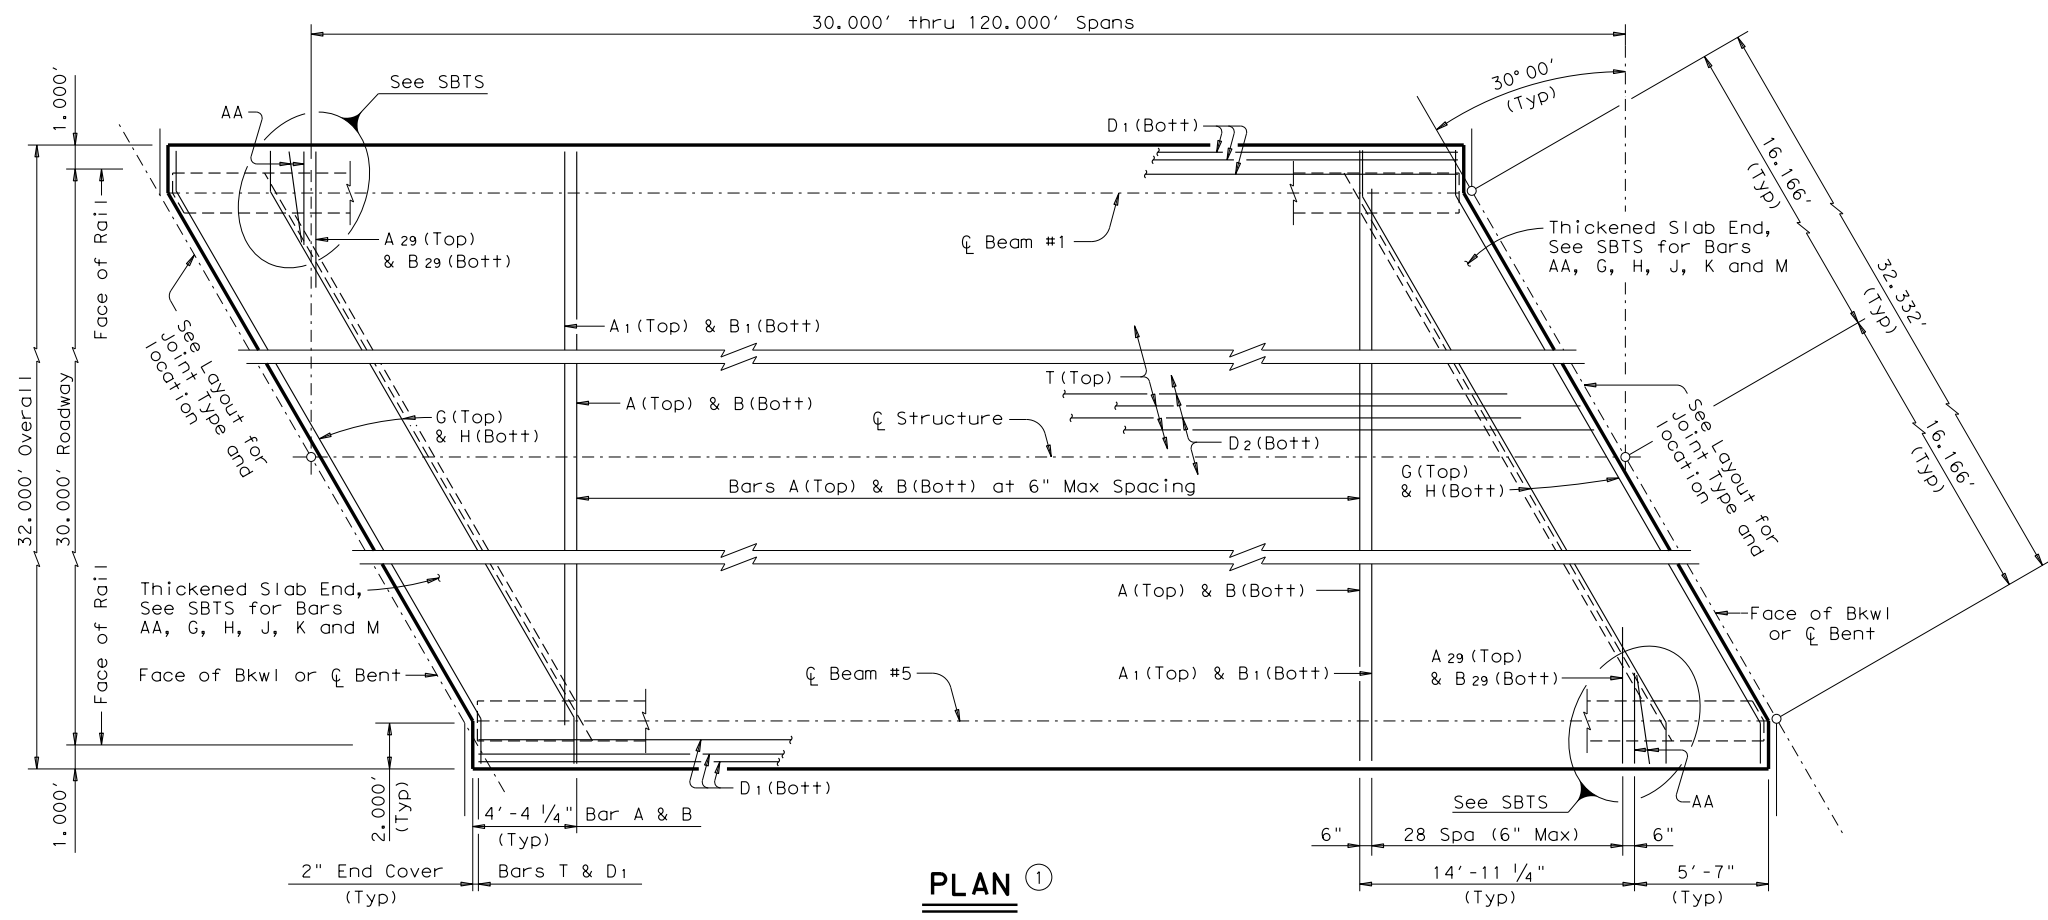 30.000' thru 120.000' Spans
1.000'
See SBTS
AA
30°00'
(Typ)
D1(Bott)
16.166'
(Typ)
32.332'
(Typ)
16.166'
(Typ)
Face of Rail
A 29 (Top)
& B 29 (Bott)
℄ Beam #1
Thickened Slab End,
See SBTS for Bars
AA, G, H, J, K and M
See Layout for
Joint Type and
location
A1(Top) & B1(Bott)
T(Top)
A(Top) & B(Bott)
G(Top)
& H(Bott)
℄ Structure
D2(Bott)
See Layout for
Joint Type and
location
32.000' Overall
30.000' Roadway
Bars A(Top) & B(Bott) at 6" Max Spacing
G(Top)
& H(Bott)
Thickened Slab End,
See SBTS for Bars
AA, G, H, J, K and M
Face of Rail
A(Top) & B(Bott)
Face of Bkwl
or ℄ Bent
Face of Bkwl or ℄ Bent
℄ Beam #5
A1(Top) & B1(Bott)
A 29 (Top)
& B 29 (Bott)
1.000'
2.000'
(Typ)
D1(Bott)
See SBTS
AA
4'-4 1/4"
(Typ)
Bar A & B
6"
28 Spa (6" Max)
6"
2" End Cover
(Typ)
Bars T & D1
14'-11 1/4"
(Typ)
5'-7"
(Typ)
PLAN ①